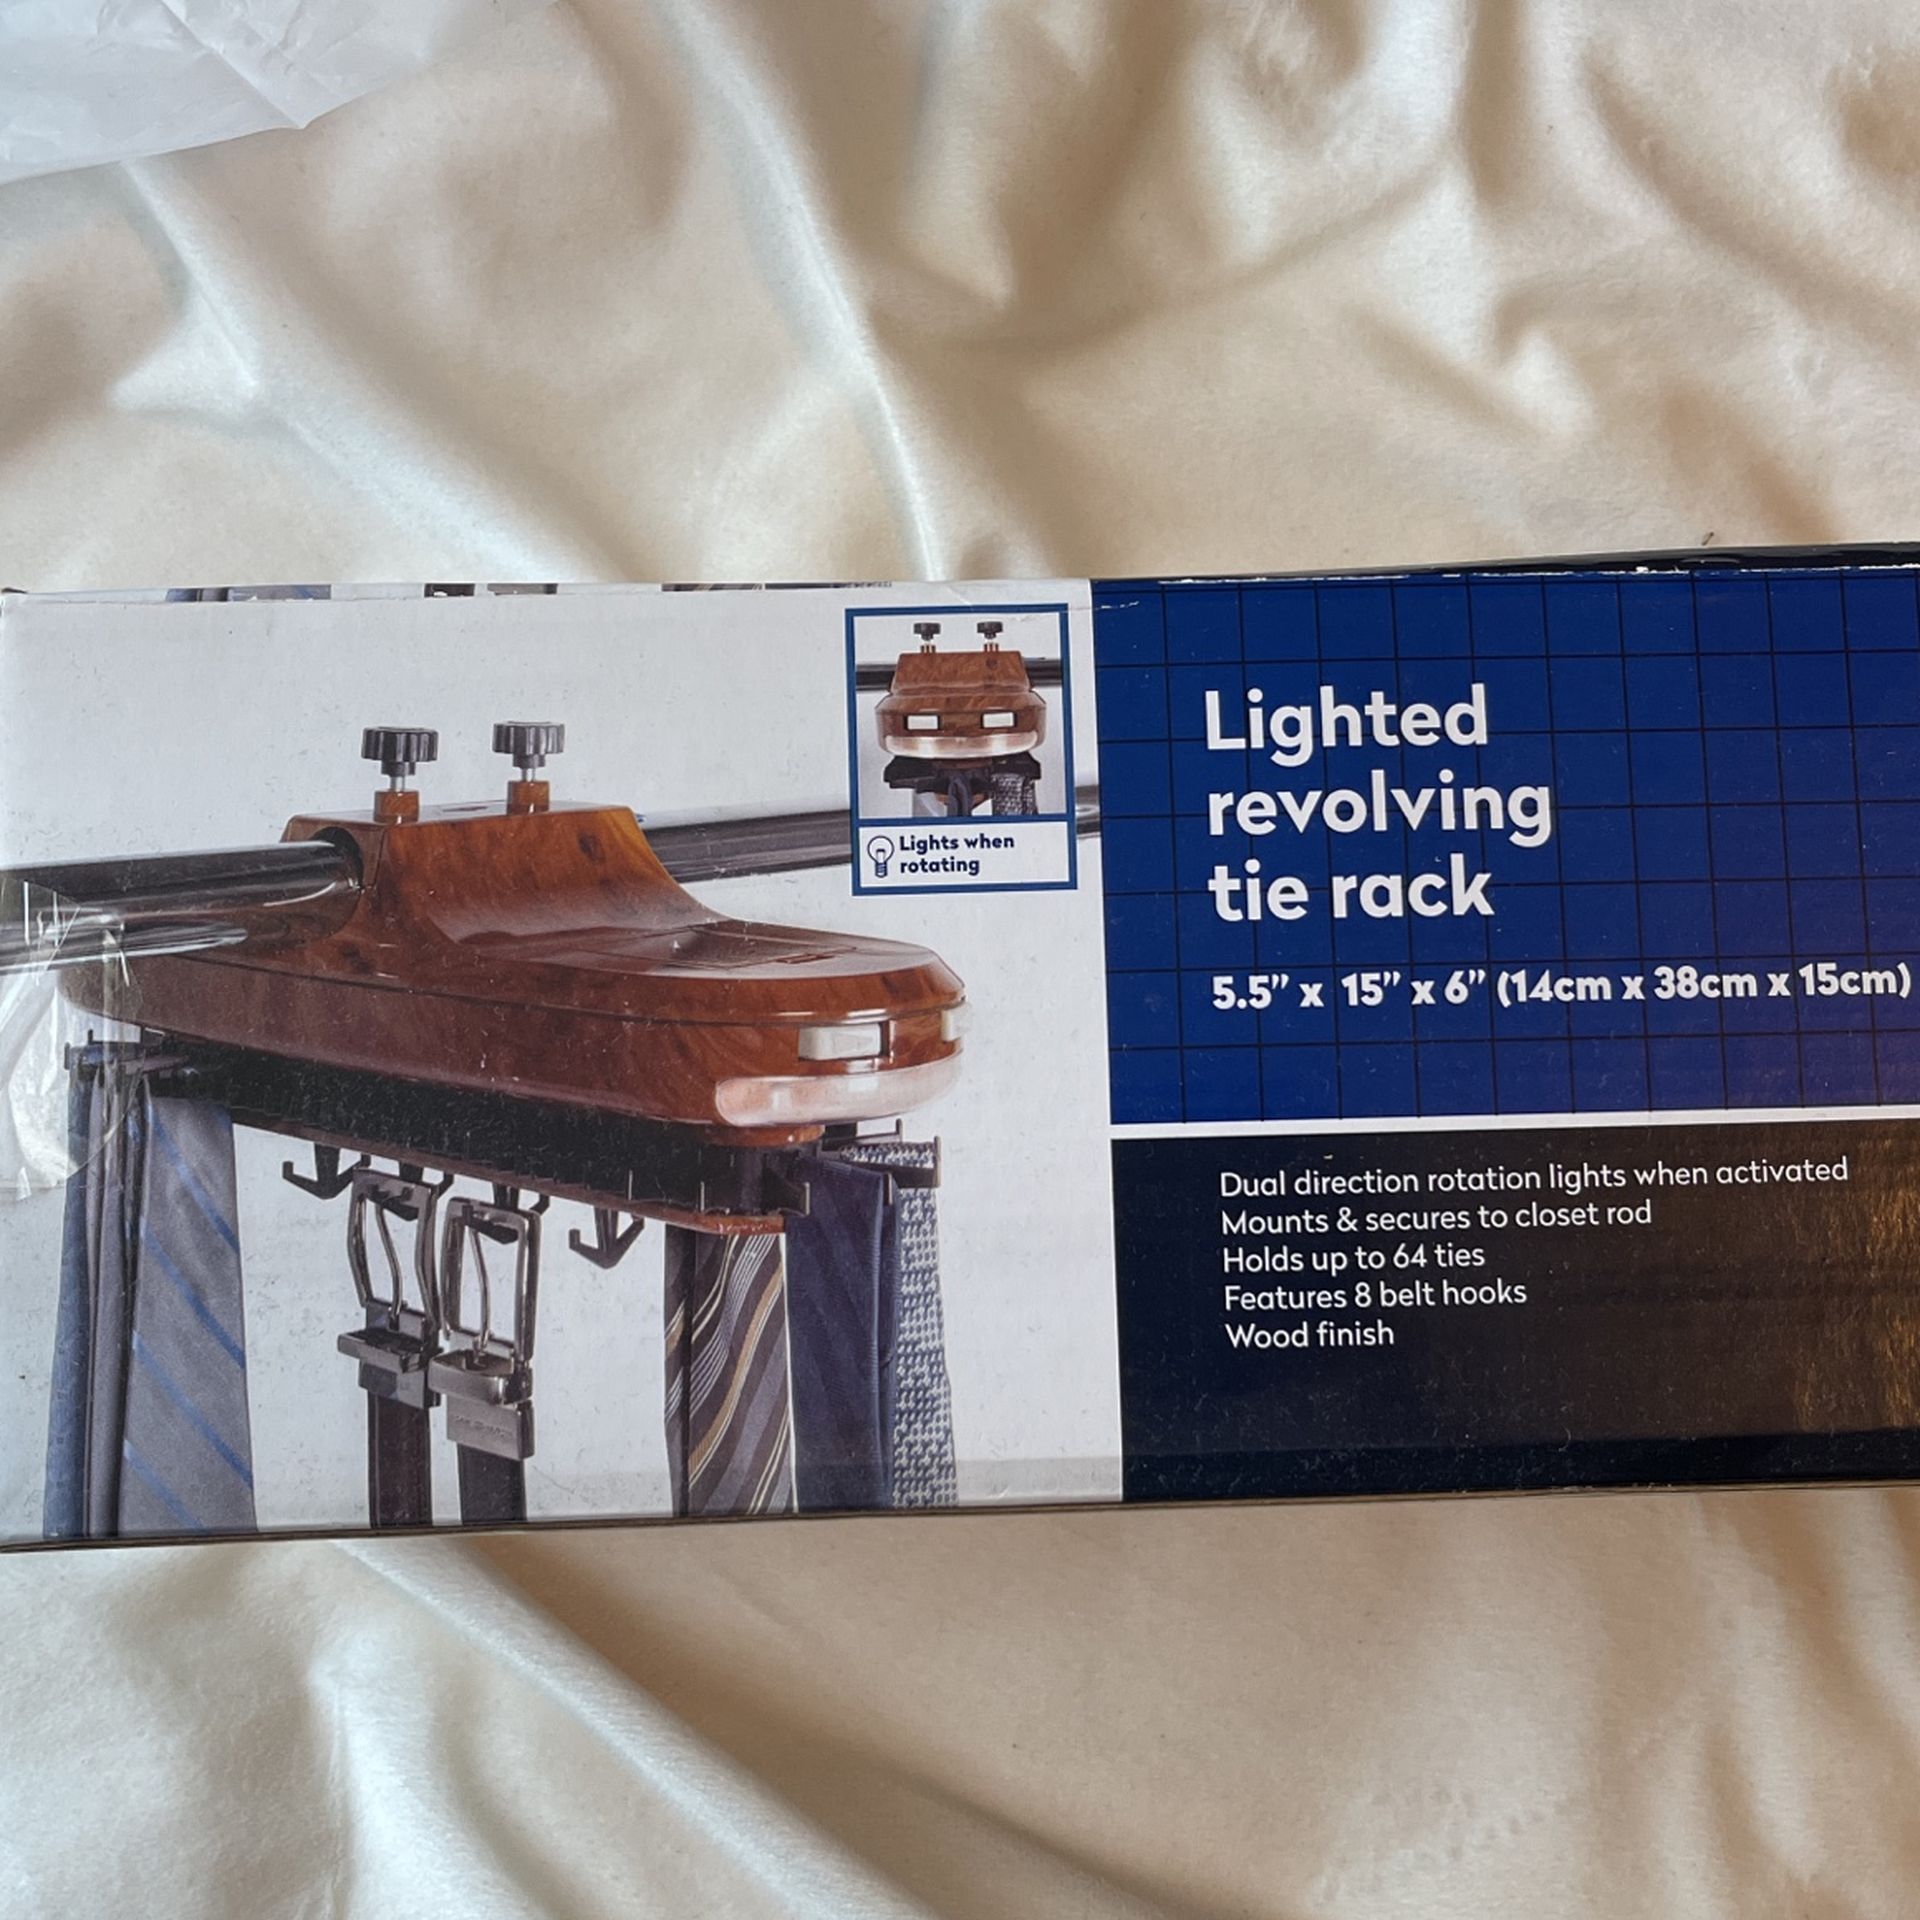 Lights when
rotating
Lighted
revolving
tie rack
5.5” x 15” x 6” (14cm x 38cm x 15cm)
Dual direction rotation lights when activated
Mounts & secures to closet rod
Holds up to 64 ties
Features 8 belt hooks
Wood finish